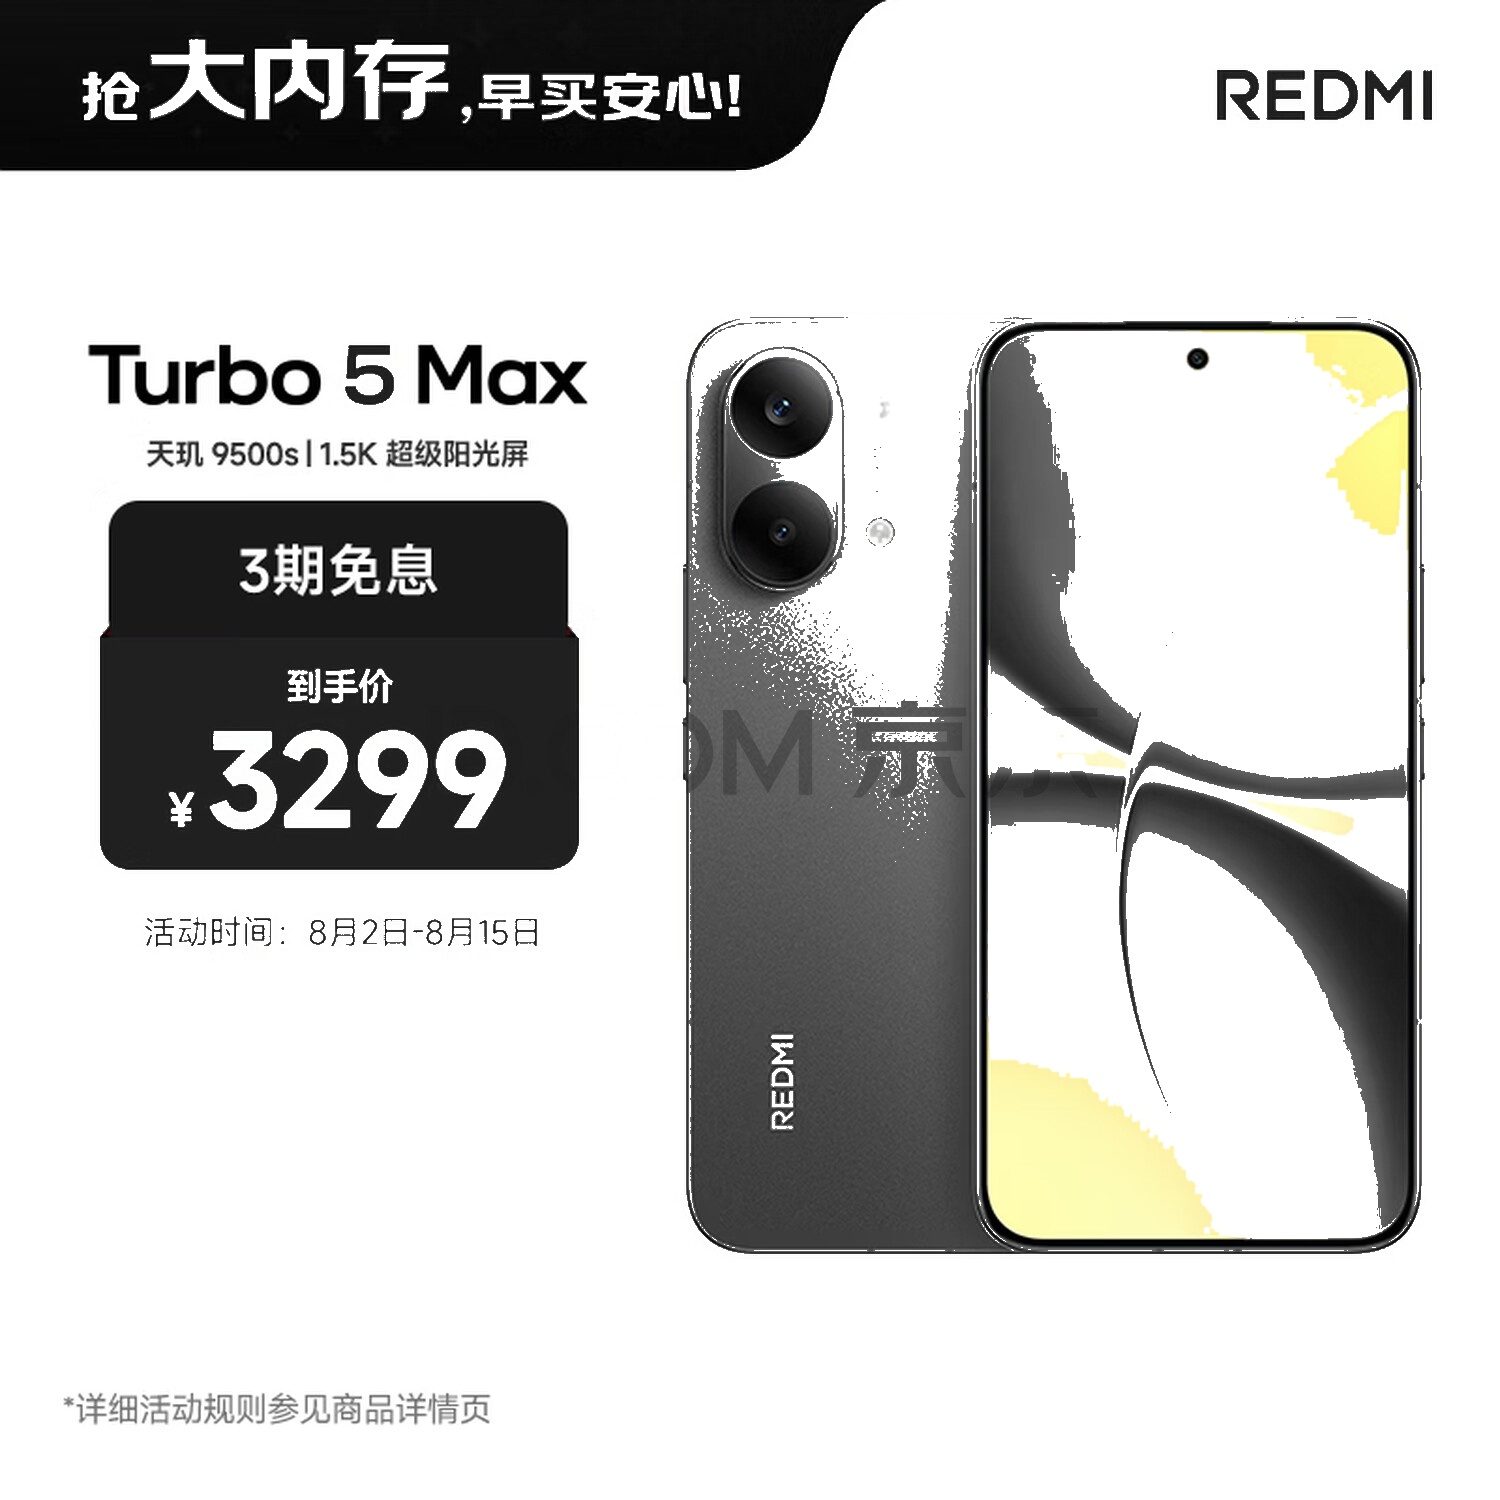 抢大内存,早买安心!
REDMI
Turbo 5 Max
天玑 9500s|1.5K 超级阳光屏
3期免息
到手价
¥3299
活动时间：8月2日-8月15日
REDMI
*详细活动规则参见商品详情页